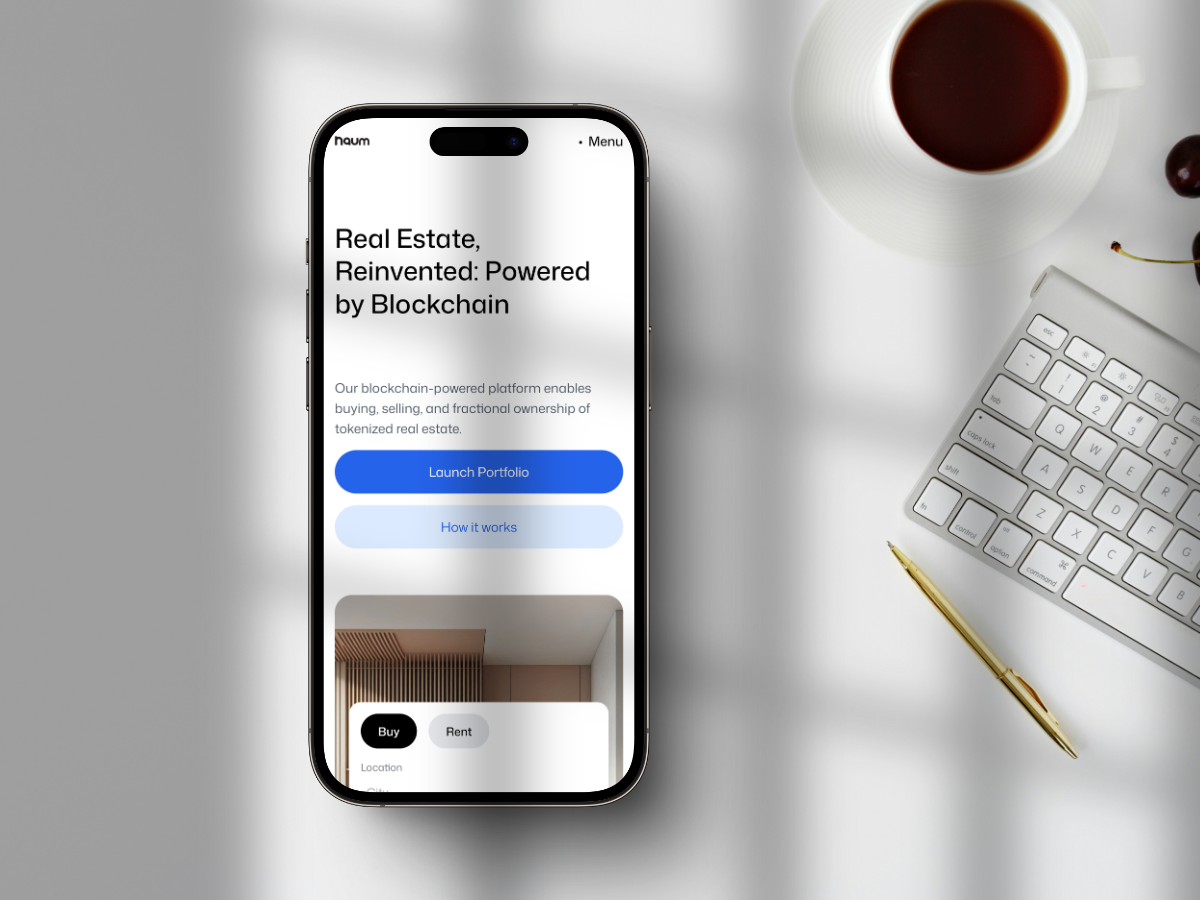 haum
• Menu
Real Estate,
Reinvented: Powered
by Blockchain
Our blockchain-powered platform enables
buying, selling, and fractional ownership of
tokenized real estate.
Launch Portfolio
How it works
Buy
Rent
Location
City
esc
~
!
1
@
2
#
3
$
4
tab
Q
W
E
R
caps lock
A
S
D
F
G
shift
Z
X
C
V
B
fn
control
option
⌘
command